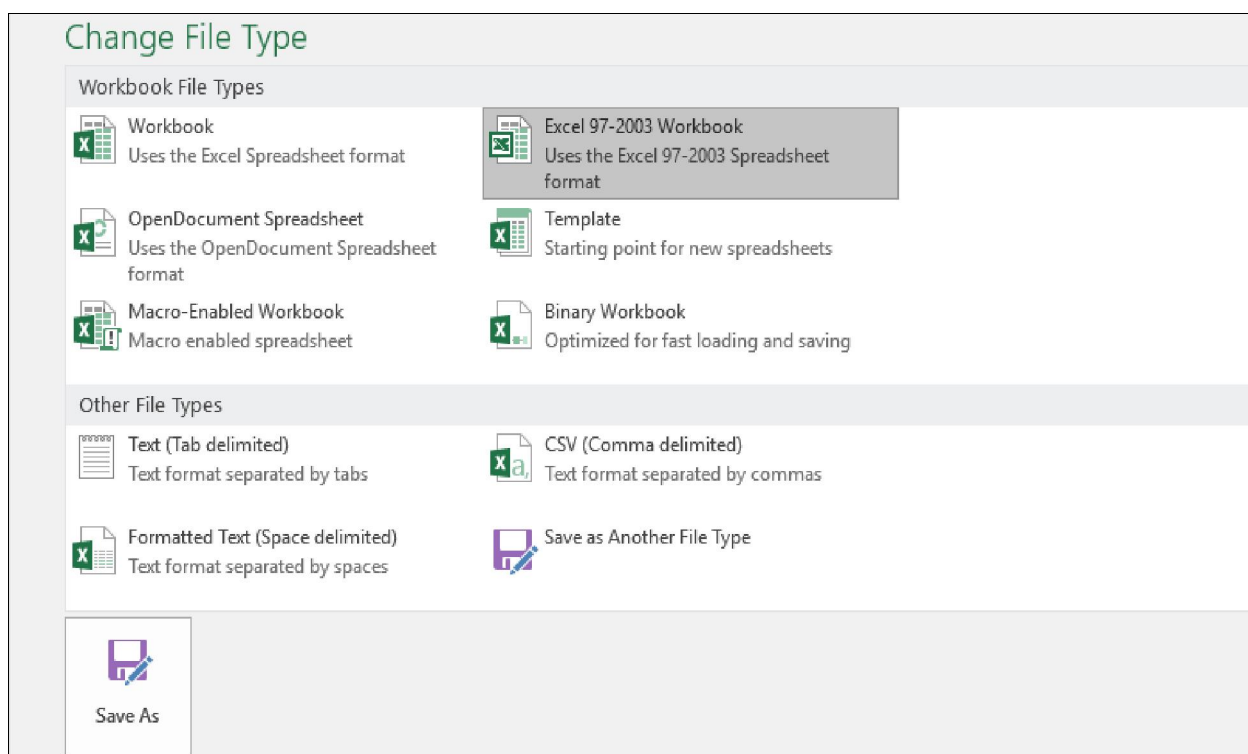 Change File Type
Workbook File Types
Workbook
Uses the Excel Spreadsheet format
Excel 97-2003 Workbook
Uses the Excel 97-2003 Spreadsheet
format
OpenDocument Spreadsheet
Uses the OpenDocument Spreadsheet
format
Template
Starting point for new spreadsheets
Macro-Enabled Workbook
Macro enabled spreadsheet
Binary Workbook
Optimized for fast loading and saving
Other File Types
Text (Tab delimited)
Text format separated by tabs
CSV (Comma delimited)
Text format separated by commas
Formatted Text (Space delimited)
Text format separated by spaces
Save as Another File Type
Save As